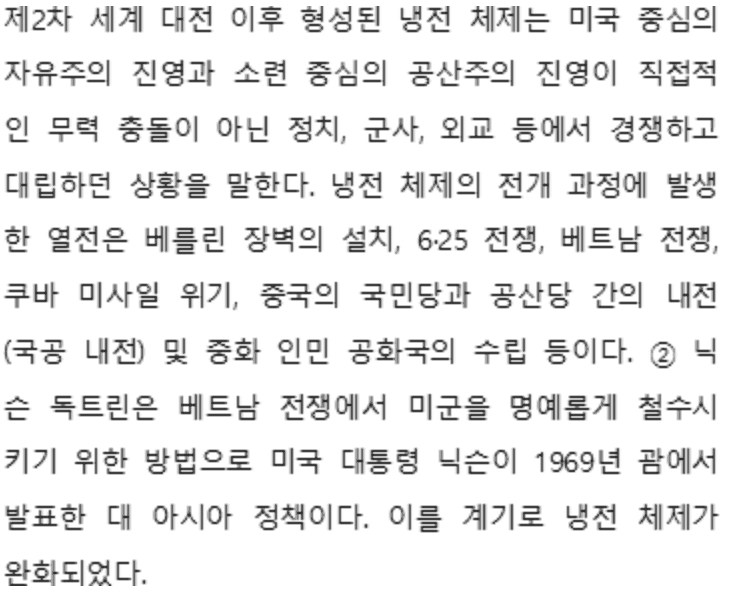 제2차 세계 대전 이후 형성된 냉전 체제는 미국 중심의
자유주의 진영과 소련 중심의 공산주의 진영이 직접적
인 무력 충돌이 아닌 정치, 군사, 외교 등에서 경쟁하고
대립하던 상황을 말한다. 냉전 체제의 전개 과정에 발생
한 열전은 베를린 장벽의 설치, 6·25 전쟁, 베트남 전쟁,
쿠바 미사일 위기, 중국의 국민당과 공산당 간의 내전
(국공 내전) 및 중화 인민 공화국의 수립 등이다. ② 닉
슨 독트린은 베트남 전쟁에서 미군을 명예롭게 철수시
키기 위한 방법으로 미국 대통령 닉슨이 1969년 괌에서
발표한 대 아시아 정책이다. 이를 계기로 냉전 체제가
완화되었다.